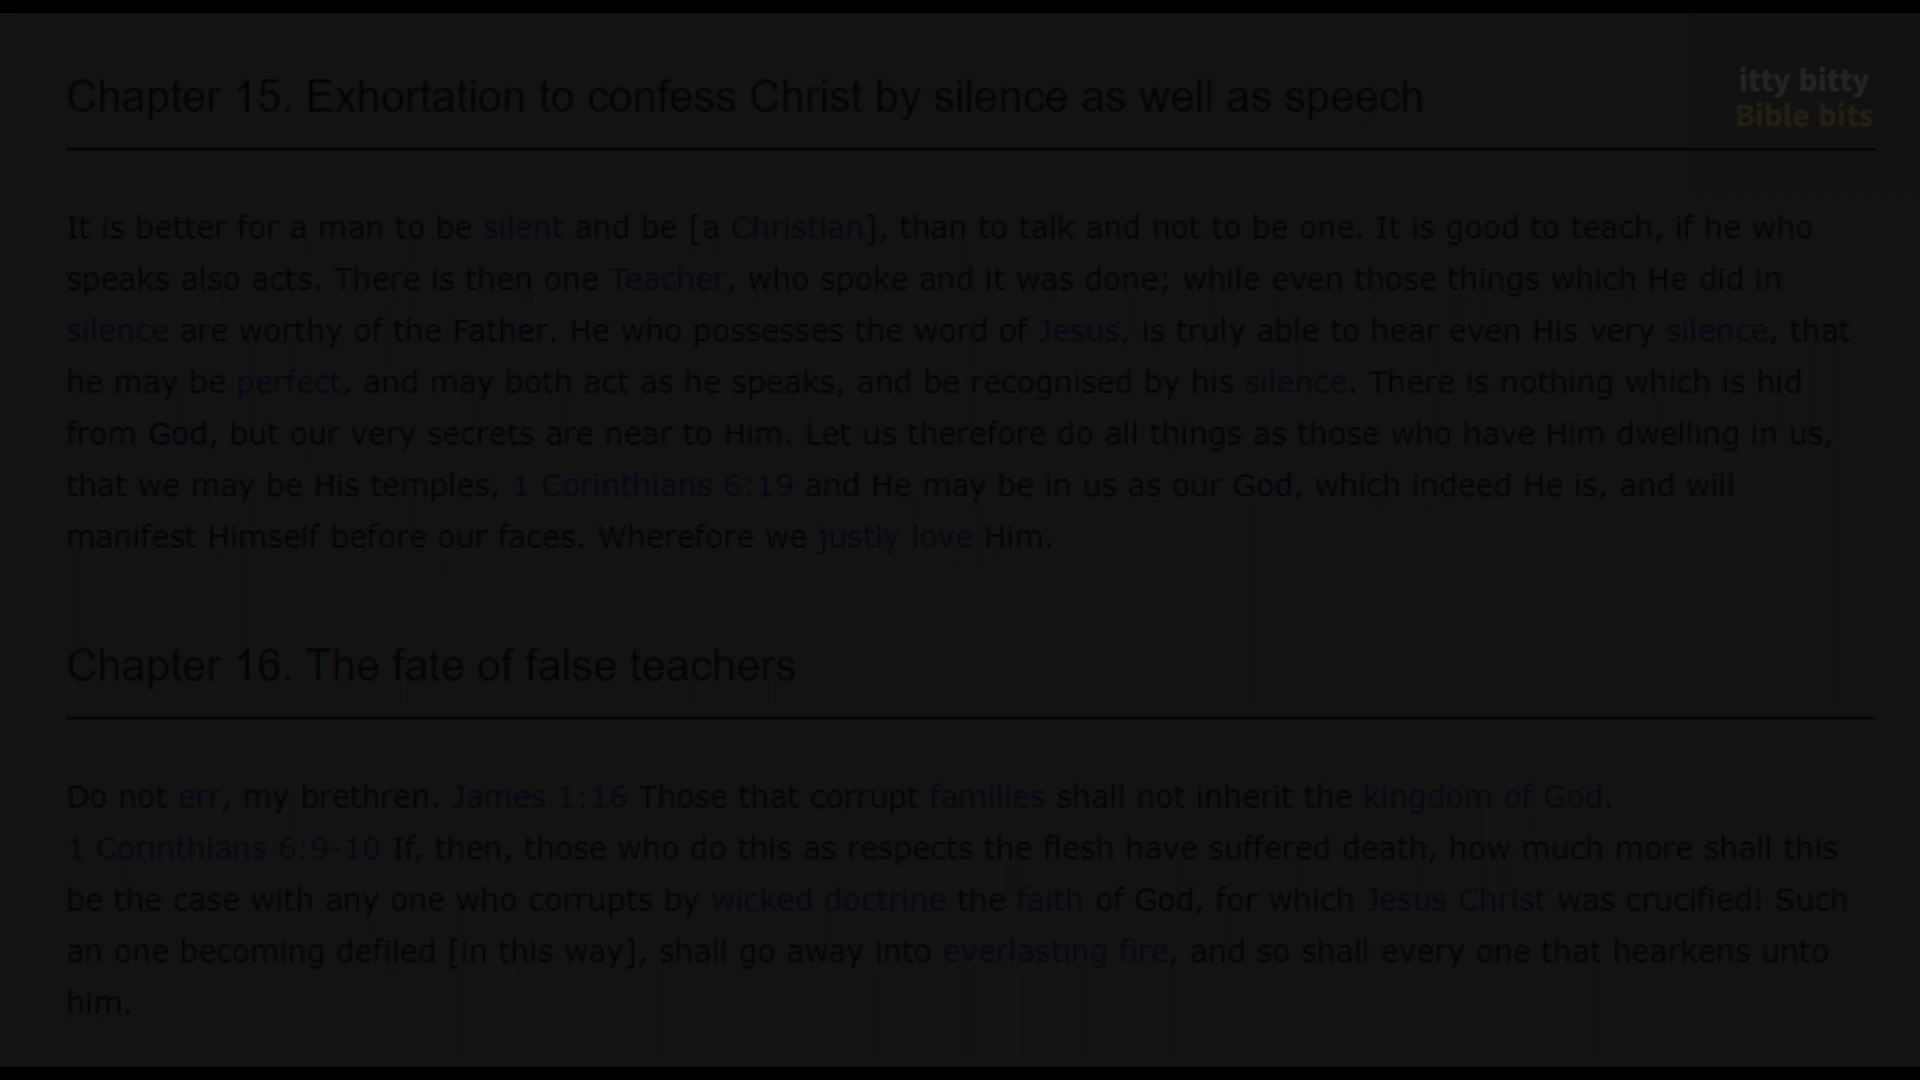 Chapter 15. Exhortation to confess Christ by silence as well as speech
itty bitty
Bible bits
It is better for a man to be silent and be [a Christian], than to talk and not to be one. It is good to teach, if he who
speaks also acts. There is then one Teacher, who spoke and it was done; while even those things which He did in
silence are worthy of the Father. He who possesses the word of Jesus, is truly able to hear even His very silence, that
he may be perfect, and may both act as he speaks, and be recognised by his silence. There is nothing which is hid
from God, but our very secrets are near to Him. Let us therefore do all things as those who have Him dwelling in us,
that we may be His temples, 1 Corinthians 6:19 and He may be in us as our God, which indeed He is, and will
manifest Himself before our faces. Wherefore we justly love Him.
Chapter 16. The fate of false teachers
Do not err, my brethren. James 1:16 Those that corrupt families shall not inherit the kingdom of God.
1 Corinthians 6:9-10 If, then, those who do this as respects the flesh have suffered death, how much more shall this
be the case with any one who corrupts by wicked doctrine the faith of God, for which Jesus Christ was crucified! Such
an one becoming defiled [in this way], shall go away into everlasting fire, and so shall every one that hearkens unto
him.